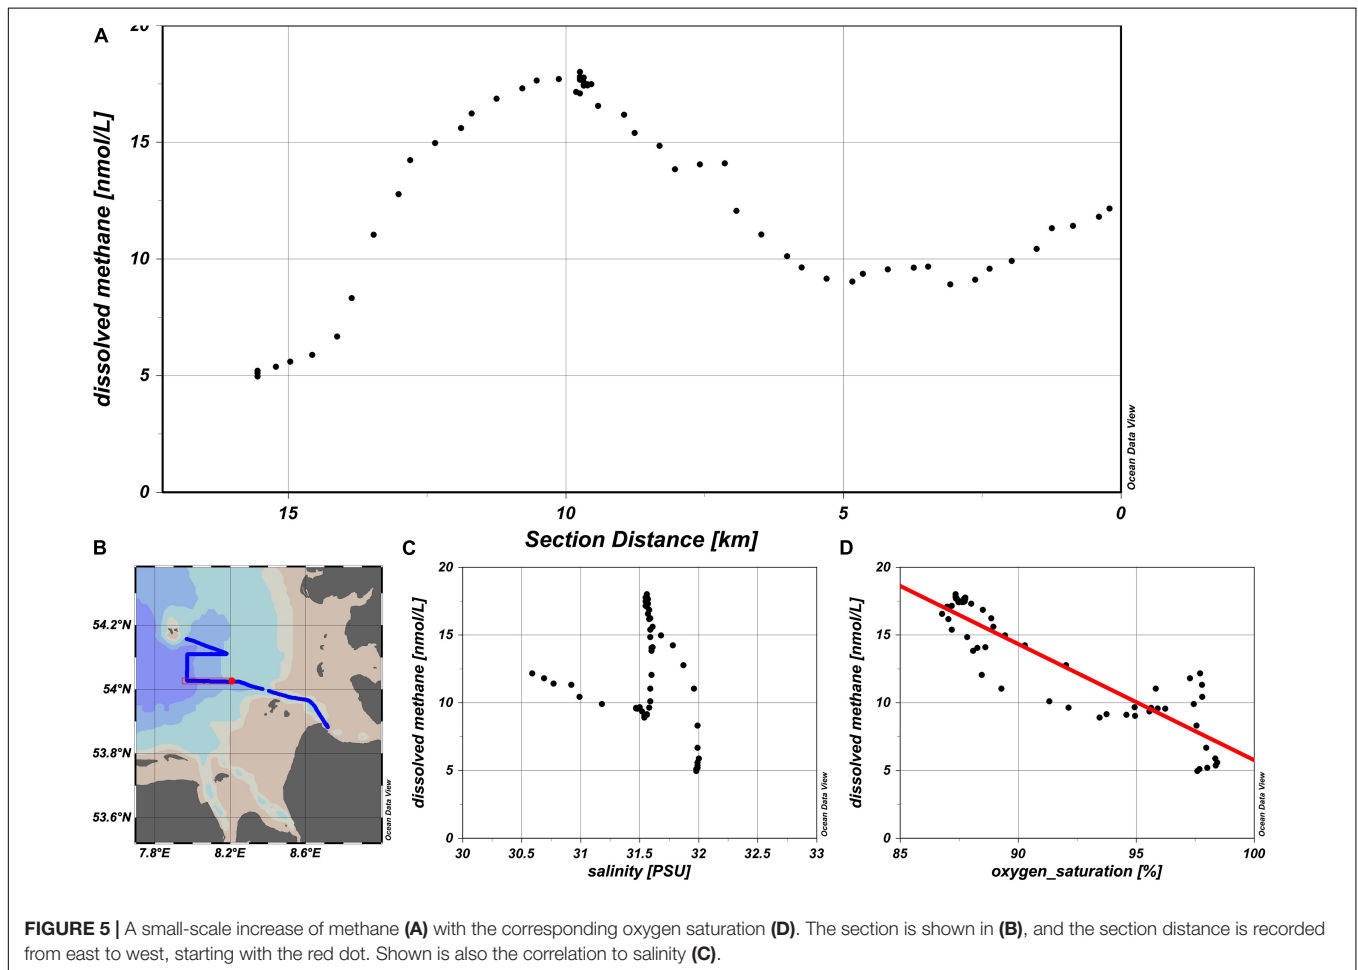 A
20
15
10
5
0
dissolved methane [nmol/L]
15
10
5
0
Section Distance [km]
Ocean Data View
B
54.2°N
54°N
53.8°N
53.6°N
7.8°E
8.2°E
8.6°E
Ocean Data View
C
20
15
10
5
0
dissolved methane [nmol/L]
30
30.5
31
31.5
32
32.5
33
salinity [PSU]
Ocean Data View
D
20
15
10
5
0
dissolved methane [nmol/L]
85
90
95
100
oxygen_saturation [%]
Ocean Data View
FIGURE 5 | A small-scale increase of methane (A) with the corresponding oxygen saturation (D). The section is shown in (B), and the section distance is recorded
from east to west, starting with the red dot. Shown is also the correlation to salinity (C).